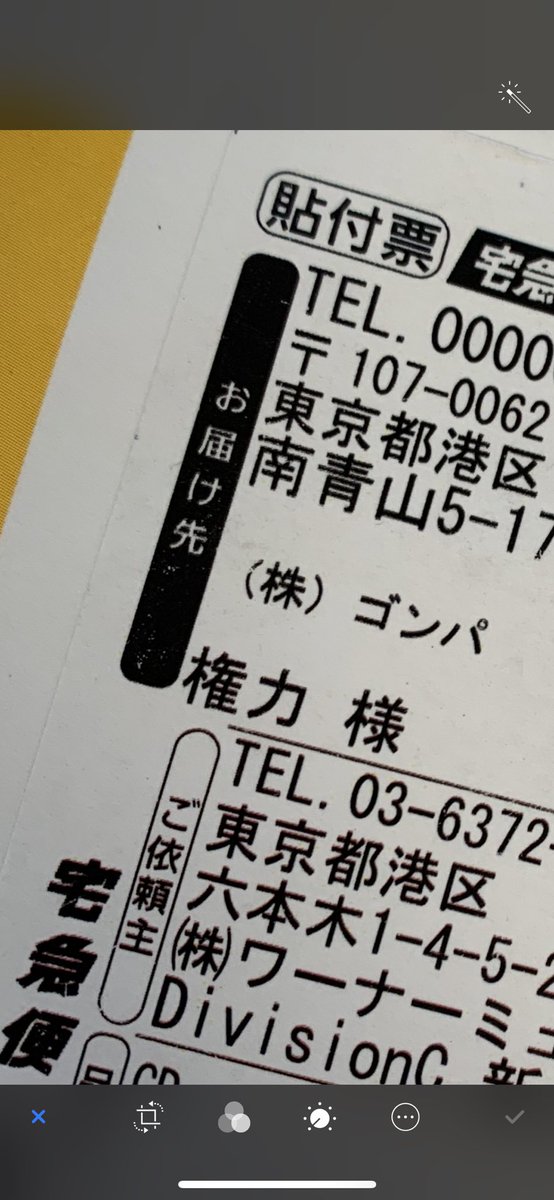 貼付票 宅急
お届け先
TEL. 0000
〒107-0062
東京都港区
南青山5-17
(株) ゴンパ
権力 様
ご依頼主
TEL. 03-6372-
東京都港区
六本木1-4-5-2
(株)ワーナーミュ
DivisionC 新
宅急便
品 CD